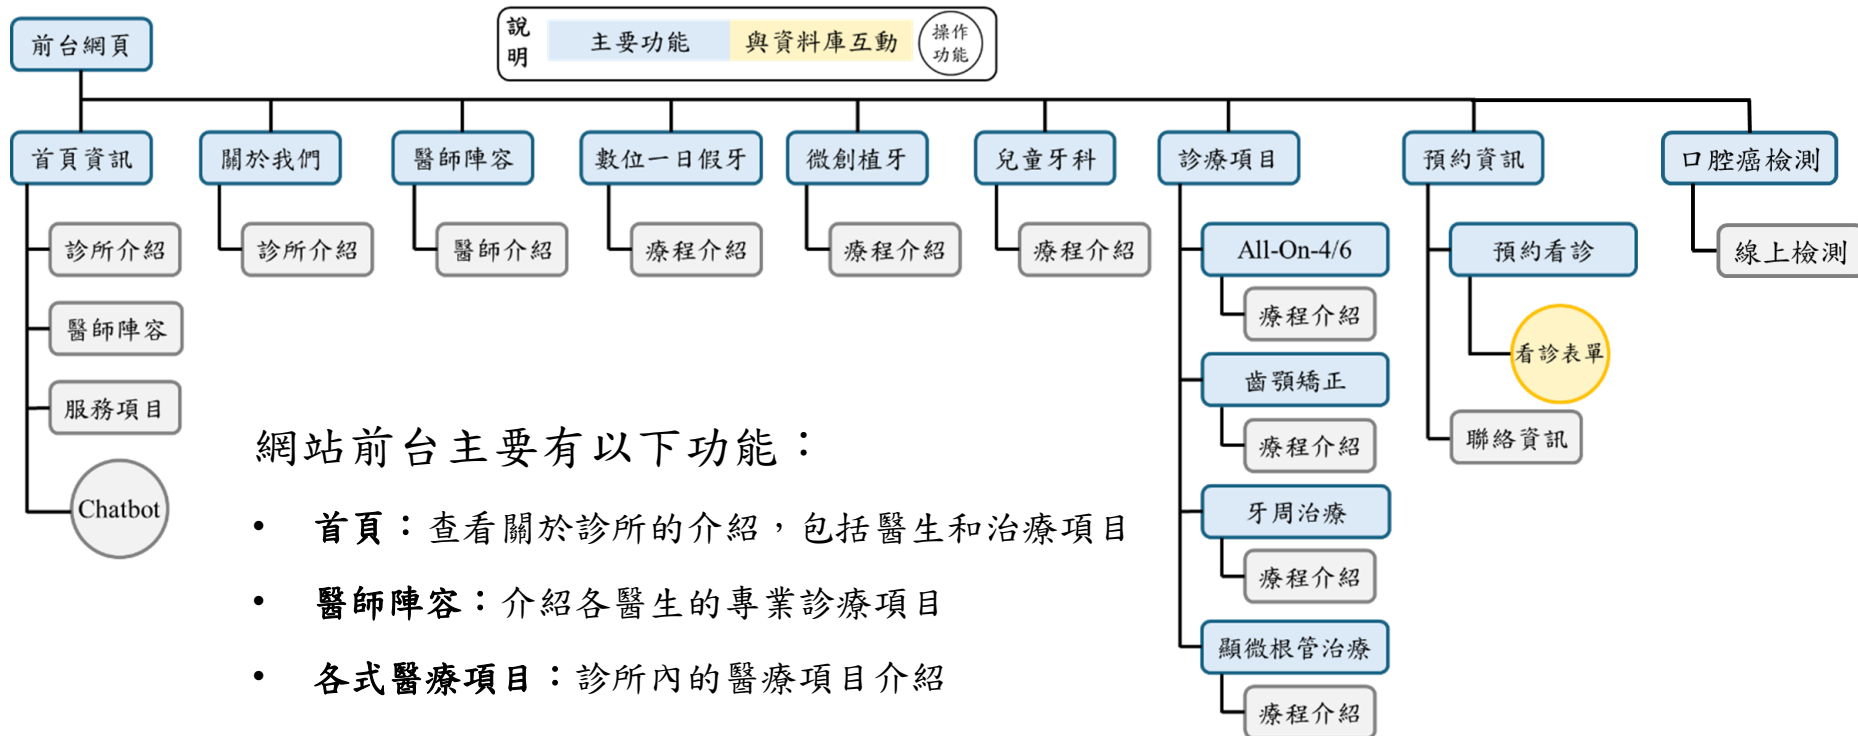 前台網頁
說
明
主要功能
與資料庫互動
操作
功能
首頁資訊
關於我們
醫師陣容
數位一日假牙
微創植牙
兒童牙科
診療項目
預約資訊
口腔癌檢測
診所介紹
診所介紹
醫師介紹
療程介紹
療程介紹
療程介紹
All-On-4/6
預約看診
線上檢測
療程介紹
醫師陣容
看診表單
齒顎矯正
服務項目
療程介紹
聯絡資訊
Chatbot
牙周治療
療程介紹
顯微根管治療
療程介紹
網站前台主要有以下功能：
• 首頁：查看關於診所的介紹，包括醫生和治療項目
• 醫師陣容：介紹各醫生的專業診療項目
• 各式醫療項目：診所內的醫療項目介紹